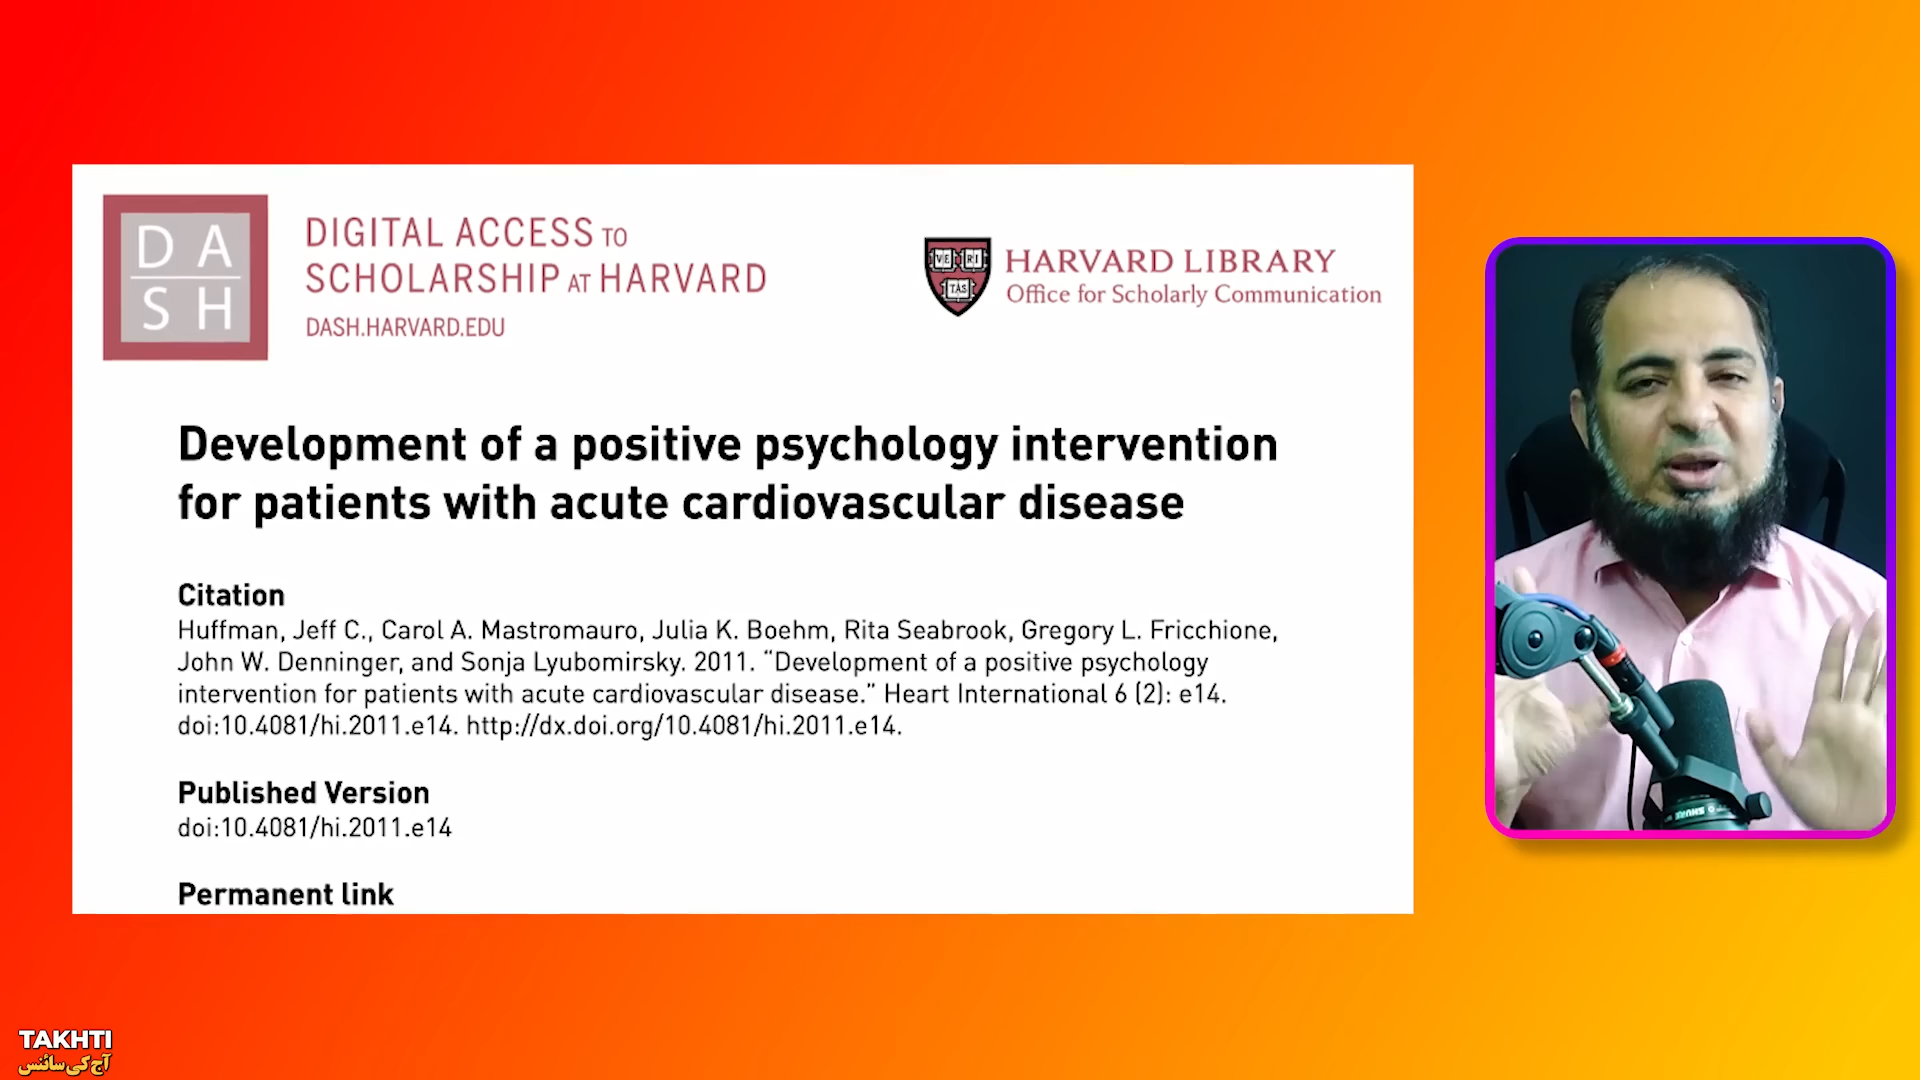 D A
S H
DIGITAL ACCESS TO
SCHOLARSHIP AT HARVARD
DASH.HARVARD.EDU
VE RI
TAS
HARVARD LIBRARY
Office for Scholarly Communication
Development of a positive psychology intervention
for patients with acute cardiovascular disease
Citation
Huffman, Jeff C., Carol A. Mastromauro, Julia K. Boehm, Rita Seabrook, Gregory L. Fricchione,
John W. Denninger, and Sonja Lyubomirsky. 2011. “Development of a positive psychology
intervention for patients with acute cardiovascular disease.” Heart International 6 (2): e14.
doi:10.4081/hi.2011.e14. http://dx.doi.org/10.4081/hi.2011.e14.
Published Version
doi:10.4081/hi.2011.e14
Permanent link
SHURE
TAKHTI
آج کی سائنس